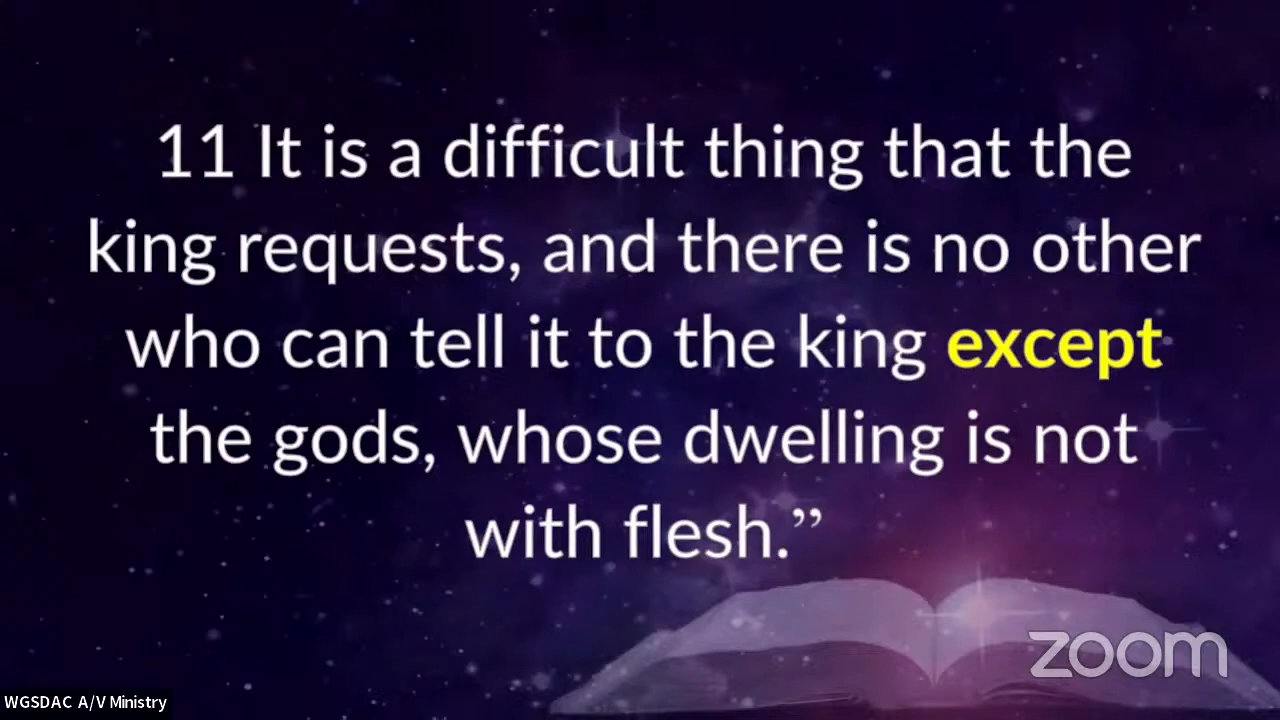 11 It is a difficult thing that the
king requests, and there is no other
who can tell it to the king except
the gods, whose dwelling is not
with flesh.”
zoom
WGSDAC A/V Ministry